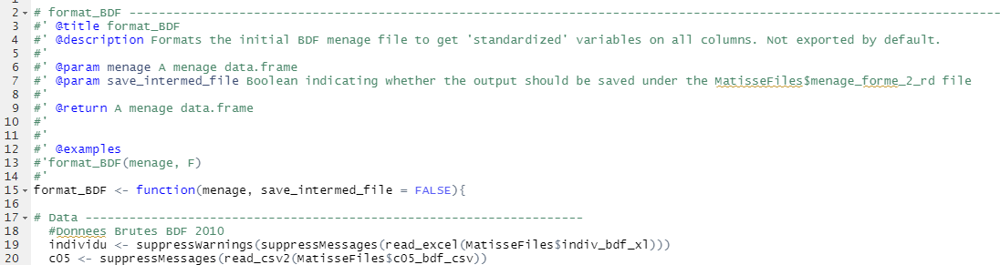 2 # format_BDF ------------------------------------------------------------------------------------------------------------------------
3 #' @title format_BDF
4 #' @description Formats the initial BDF menage file to get 'standardized' variables on all columns. Not exported by default.
5 #'
6 #' @param menage A menage data.frame
7 #' @param save_intermed_file Boolean indicating whether the output should be saved under the MatisseFiles$menage_forme_2_rd file
8 #'
9 #' @return A menage data.frame
10 #'
11 #'
12 #' @examples
13 #'format_BDF(menage, F)
14 #'
15 format_BDF <- function(menage, save_intermed_file = FALSE){
16
17 # Data --------------------------------------------------------------------
18 #Donnees Brutes BDF 2010
19 individu <- suppressWarnings(suppressMessages(read_excel(MatisseFiles$indiv_bdf_xl)))
20 c05 <- suppressMessages(read_csv2(MatisseFiles$c05_bdf_csv))